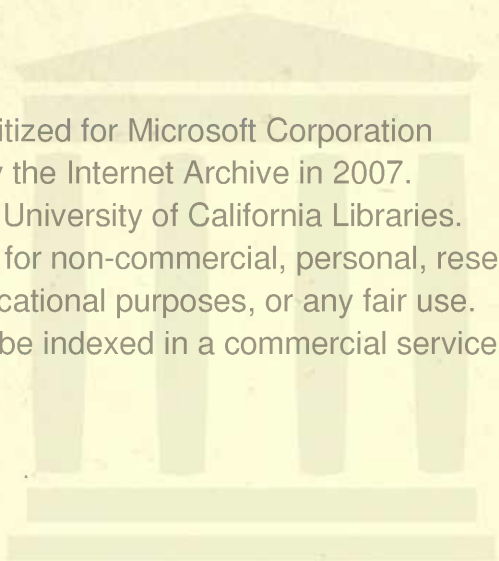 itized for Microsoft Corporation
the Internet Archive in 2007.
University of California Libraries.
for non-commercial, personal, rese
cational purposes, or any fair use.
be indexed in a commercial service